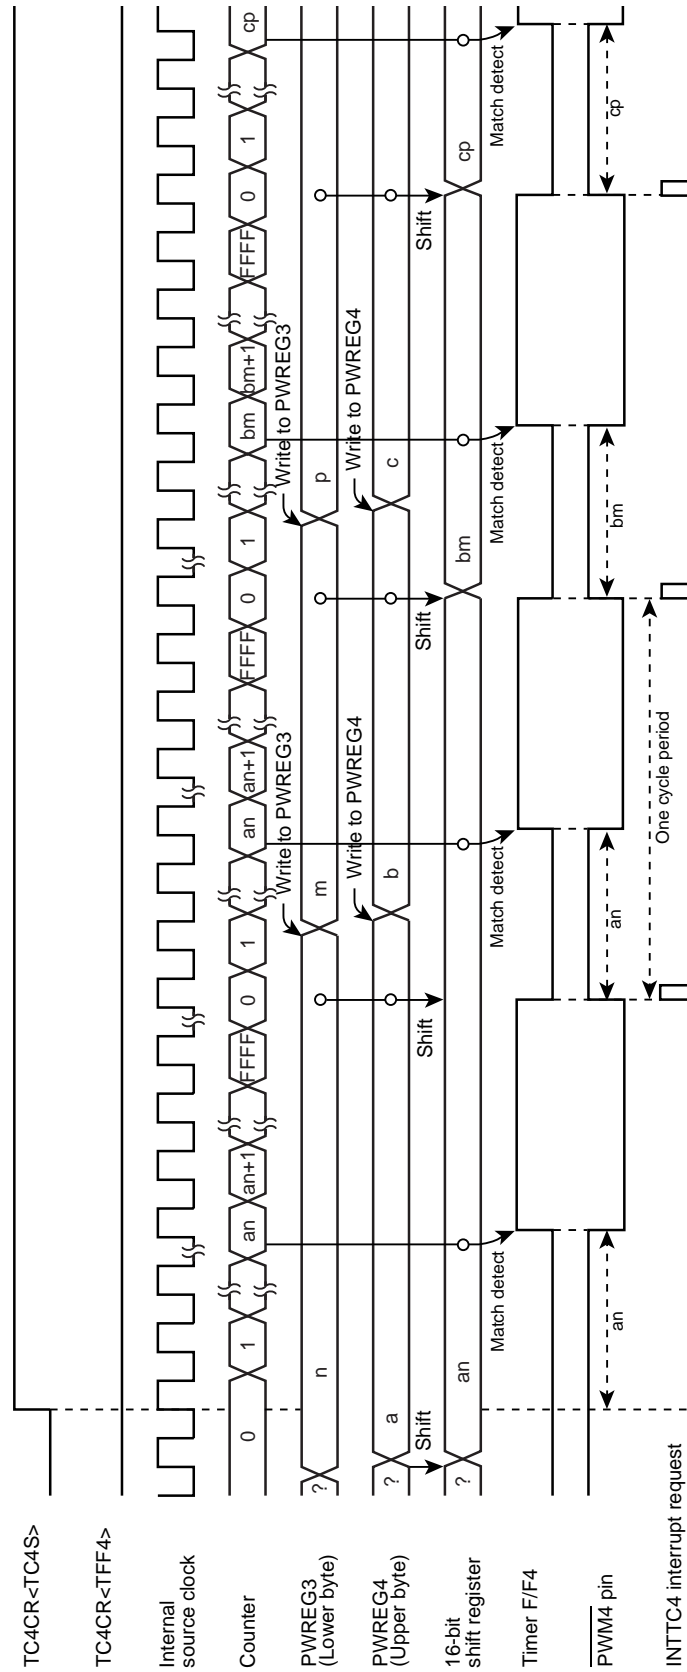 TC4CR<TC4S>
TC4CR<TFF4>
Internal
source clock
Counter
0 1 an an+1 FFFF 0 1 an an+1 FFFF 0 1 bm bm+1 FFFF 0 1 cp
Write to PWREG3
Write to PWREG3
PWREG3
(Lower byte)
? n m p
Write to PWREG4
Write to PWREG4
PWREG4
(Upper byte)
? a b c
Shift
Shift
Shift
Shift
16-bit
shift register
? an bm cp
Match detect
Match detect
Match detect
Match detect
Timer F/F4
PWM4 pin
an an bm cp
One cycle period
INTTC4 interrupt request